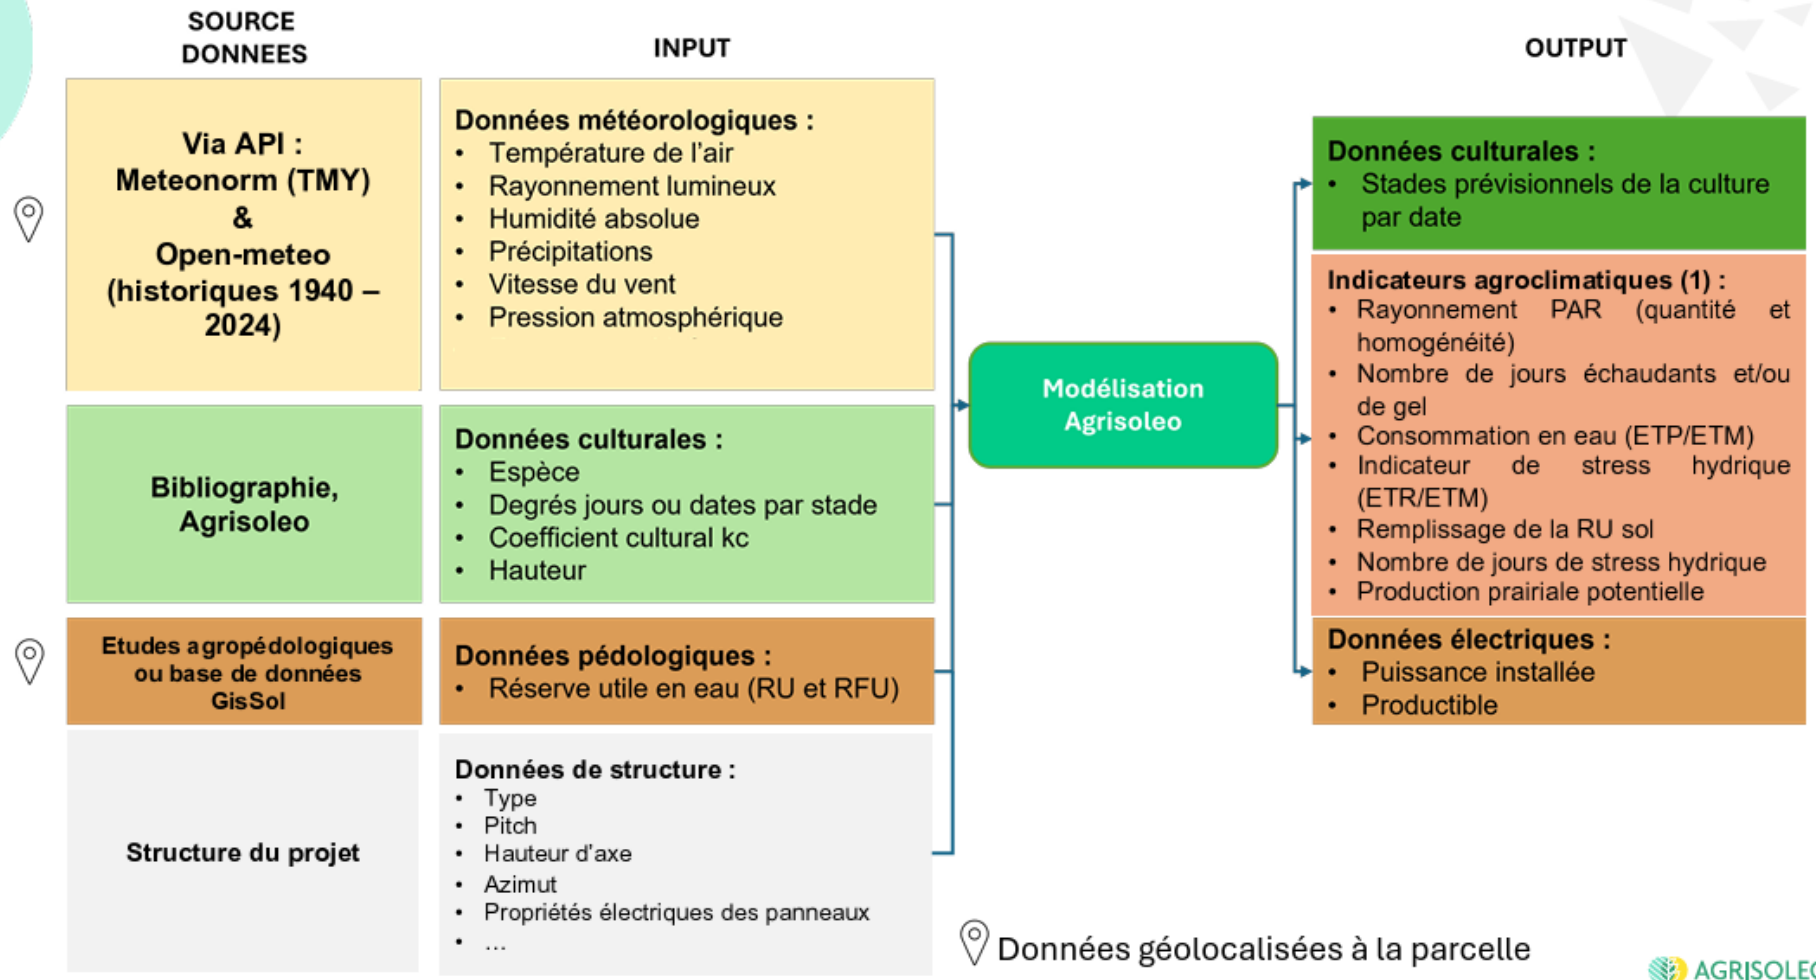 SOURCE
DONNEES
INPUT
OUTPUT
Via API :
Meteonorm (TMY)
&
Open-meteo
(historiques 1940 –
2024)
Données météorologiques :
• Température de l'air
• Rayonnement lumineux
• Humidité absolue
• Précipitations
• Vitesse du vent
• Pression atmosphérique
Bibliographie,
Agrisoleo
Données culturales :
• Espèce
• Degrés jours ou dates par stade
• Coefficient cultural kc
• Hauteur
Etudes agropédologiques
ou base de données
GisSol
Données pédologiques :
• Réserve utile en eau (RU et RFU)
Structure du projet
Données de structure :
• Type
• Pitch
• Hauteur d'axe
• Azimut
• Propriétés électriques des panneaux
• ...
Modélisation
Agrisoleo
Données culturales :
• Stades prévisionnels de la culture
par date
Indicateurs agroclimatiques (1) :
• Rayonnement PAR (quantité et
homogénéité)
• Nombre de jours échaudants et/ou
de gel
• Consommation en eau (ETP/ETM)
• Indicateur de stress hydrique
(ETR/ETM)
• Remplissage de la RU sol
• Nombre de jours de stress hydrique
• Production prairiale potentielle
Données électriques :
• Puissance installée
• Productible
Données géolocalisées à la parcelle
AGRISOLEO